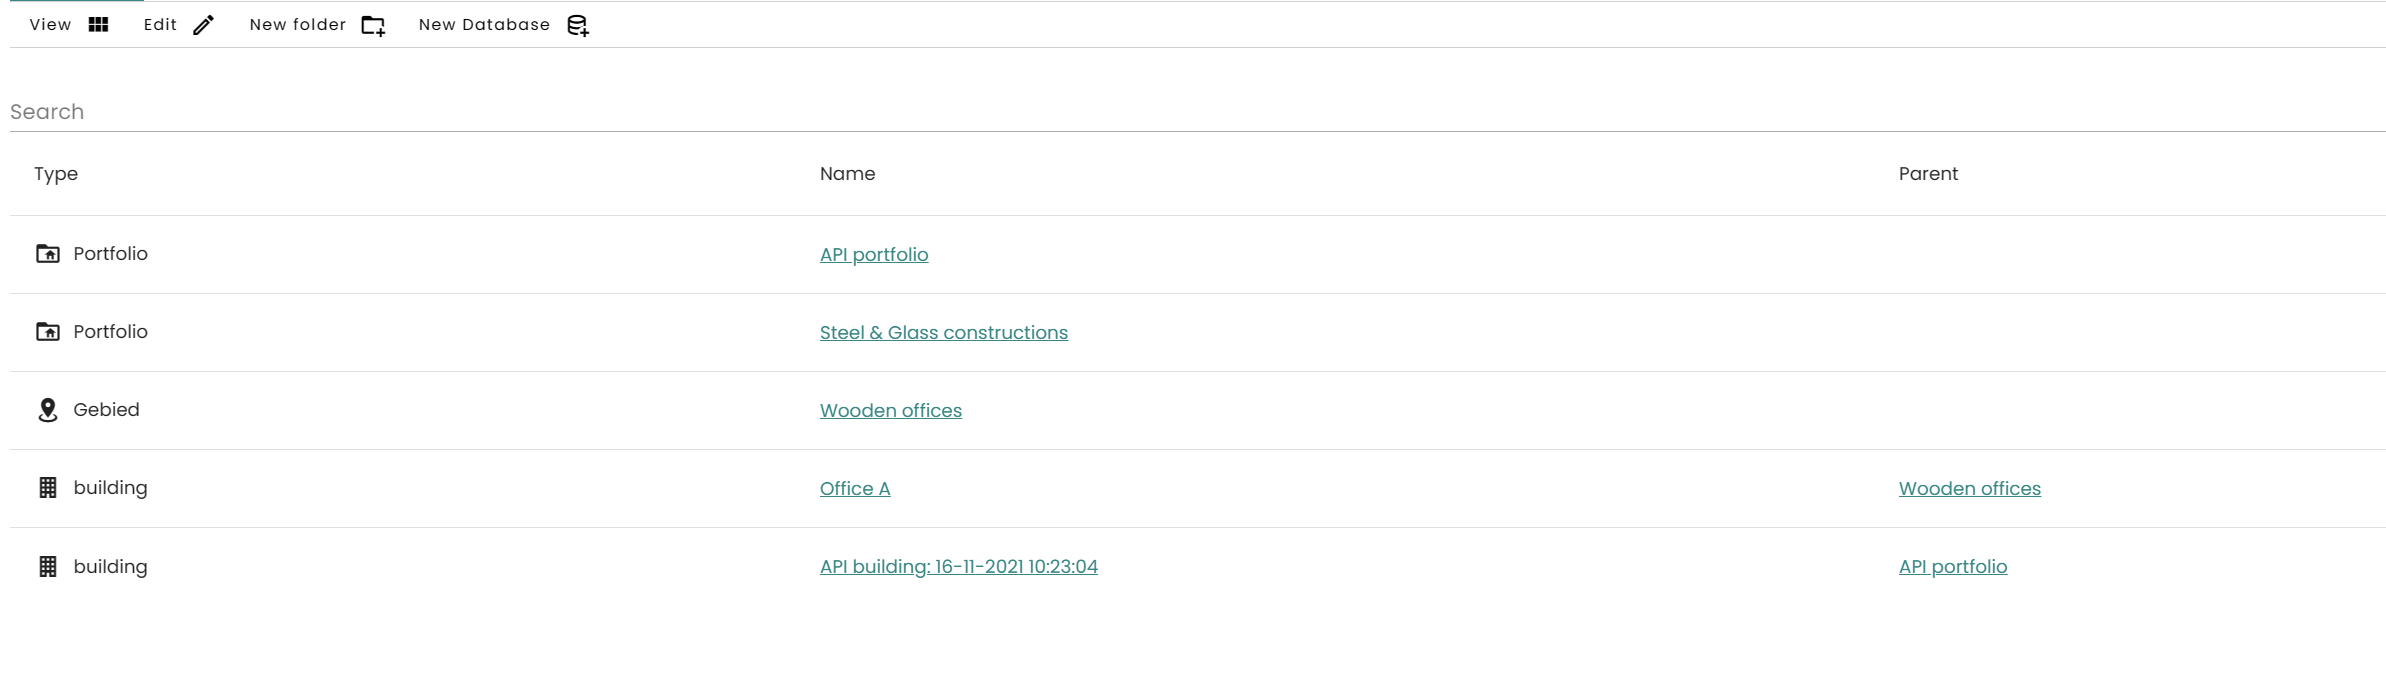 View Edit New folder New Database
Search
Type Name Parent
Portfolio API portfolio
Portfolio Steel & Glass constructions
Gebied Wooden offices
building Office A Wooden offices
building API building: 16-11-2021 10:23:04 API portfolio